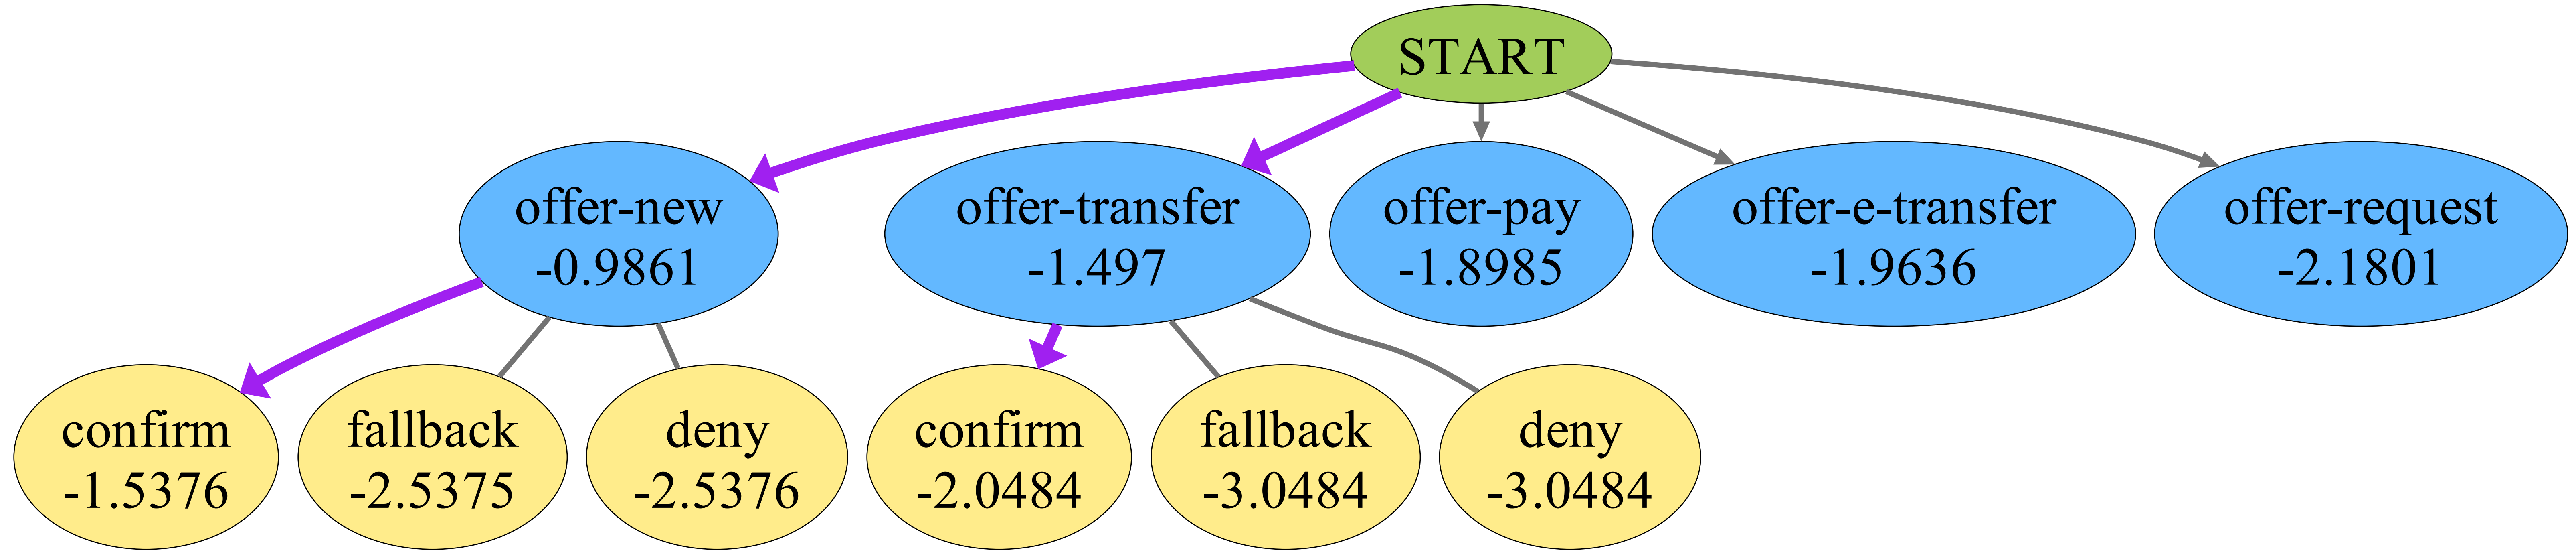 START
offer-new
-0.9861
offer-transfer
-1.497
offer-pay
-1.8985
offer-e-transfer
-1.9636
offer-request
-2.1801
confirm
-1.5376
fallback
-2.5375
deny
-2.5376
confirm
-2.0484
fallback
-3.0484
deny
-3.0484